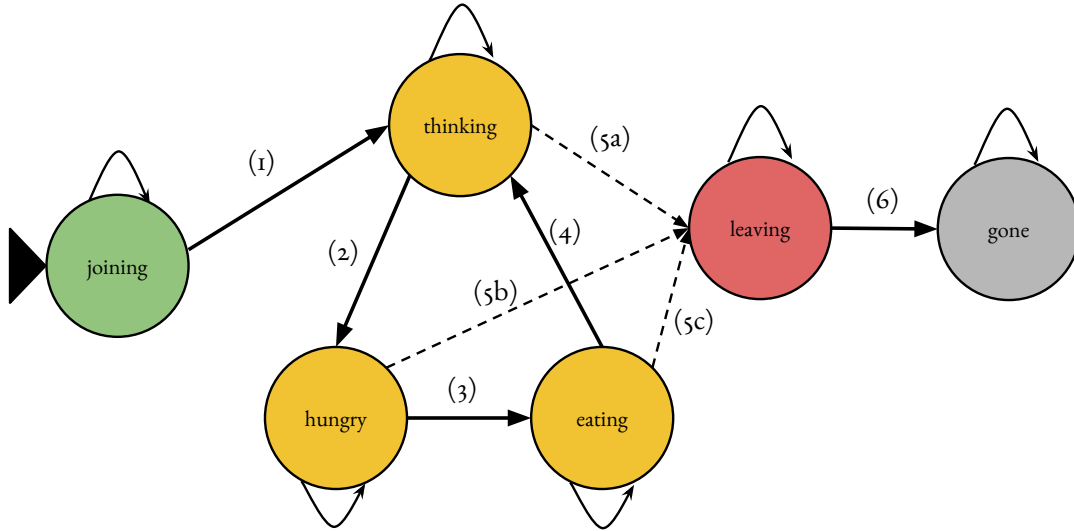 thinking
(1)
(5a)
joining
(2)
(4)
leaving
(6)
gone
(5b)
(5c)
hungry
(3)
eating